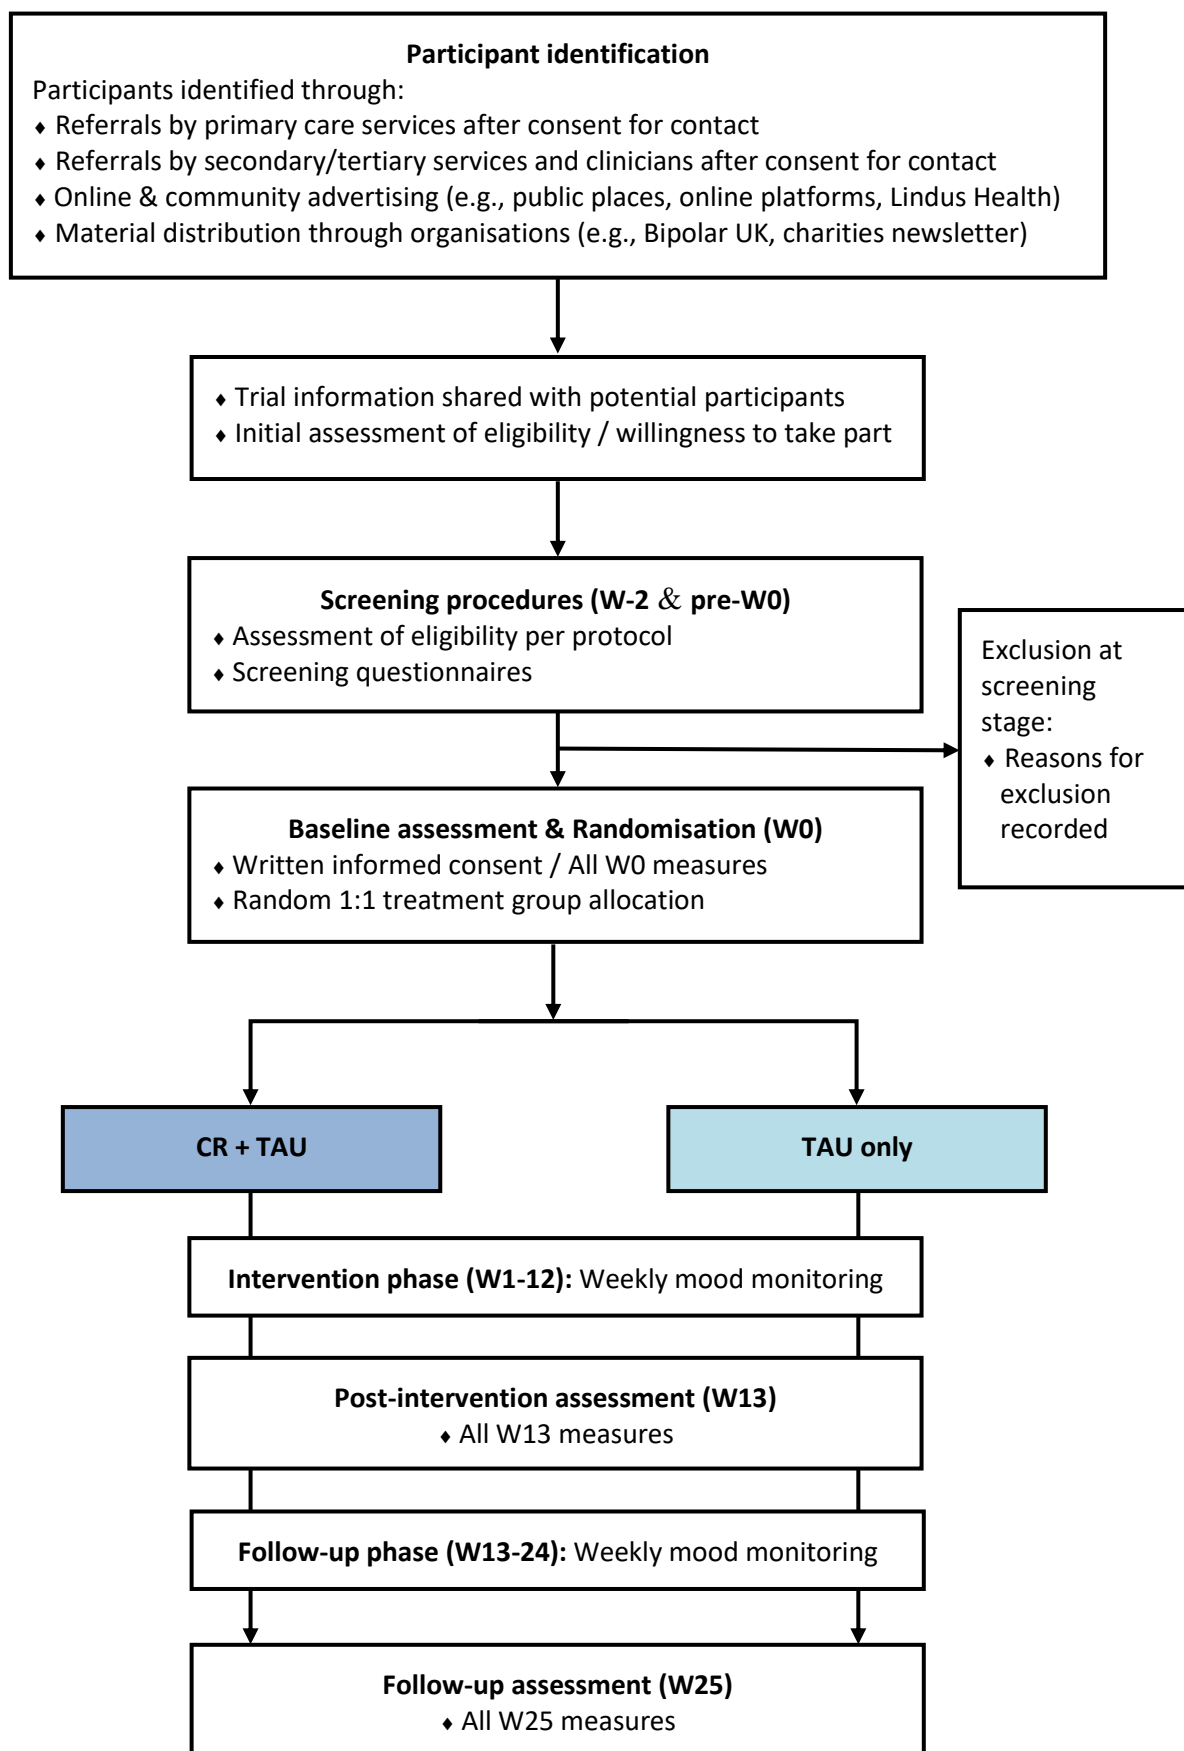 Participant identification
Participants identified through:
♦ Referrals by primary care services after consent for contact
♦ Referrals by secondary/tertiary services and clinicians after consent for contact
♦ Online & community advertising (e.g., public places, online platforms, Lindus Health)
♦ Material distribution through organisations (e.g., Bipolar UK, charities newsletter)
♦ Trial information shared with potential participants
♦ Initial assessment of eligibility / willingness to take part
Screening procedures (W-2 & pre-W0)
♦ Assessment of eligibility per protocol
♦ Screening questionnaires
Exclusion at
screening
stage:
♦ Reasons for
exclusion
recorded
Baseline assessment & Randomisation (W0)
♦ Written informed consent / All W0 measures
♦ Random 1:1 treatment group allocation
CR + TAU
TAU only
Intervention phase (W1-12): Weekly mood monitoring
Post-intervention assessment (W13)
♦ All W13 measures
Follow-up phase (W13-24): Weekly mood monitoring
Follow-up assessment (W25)
♦ All W25 measures